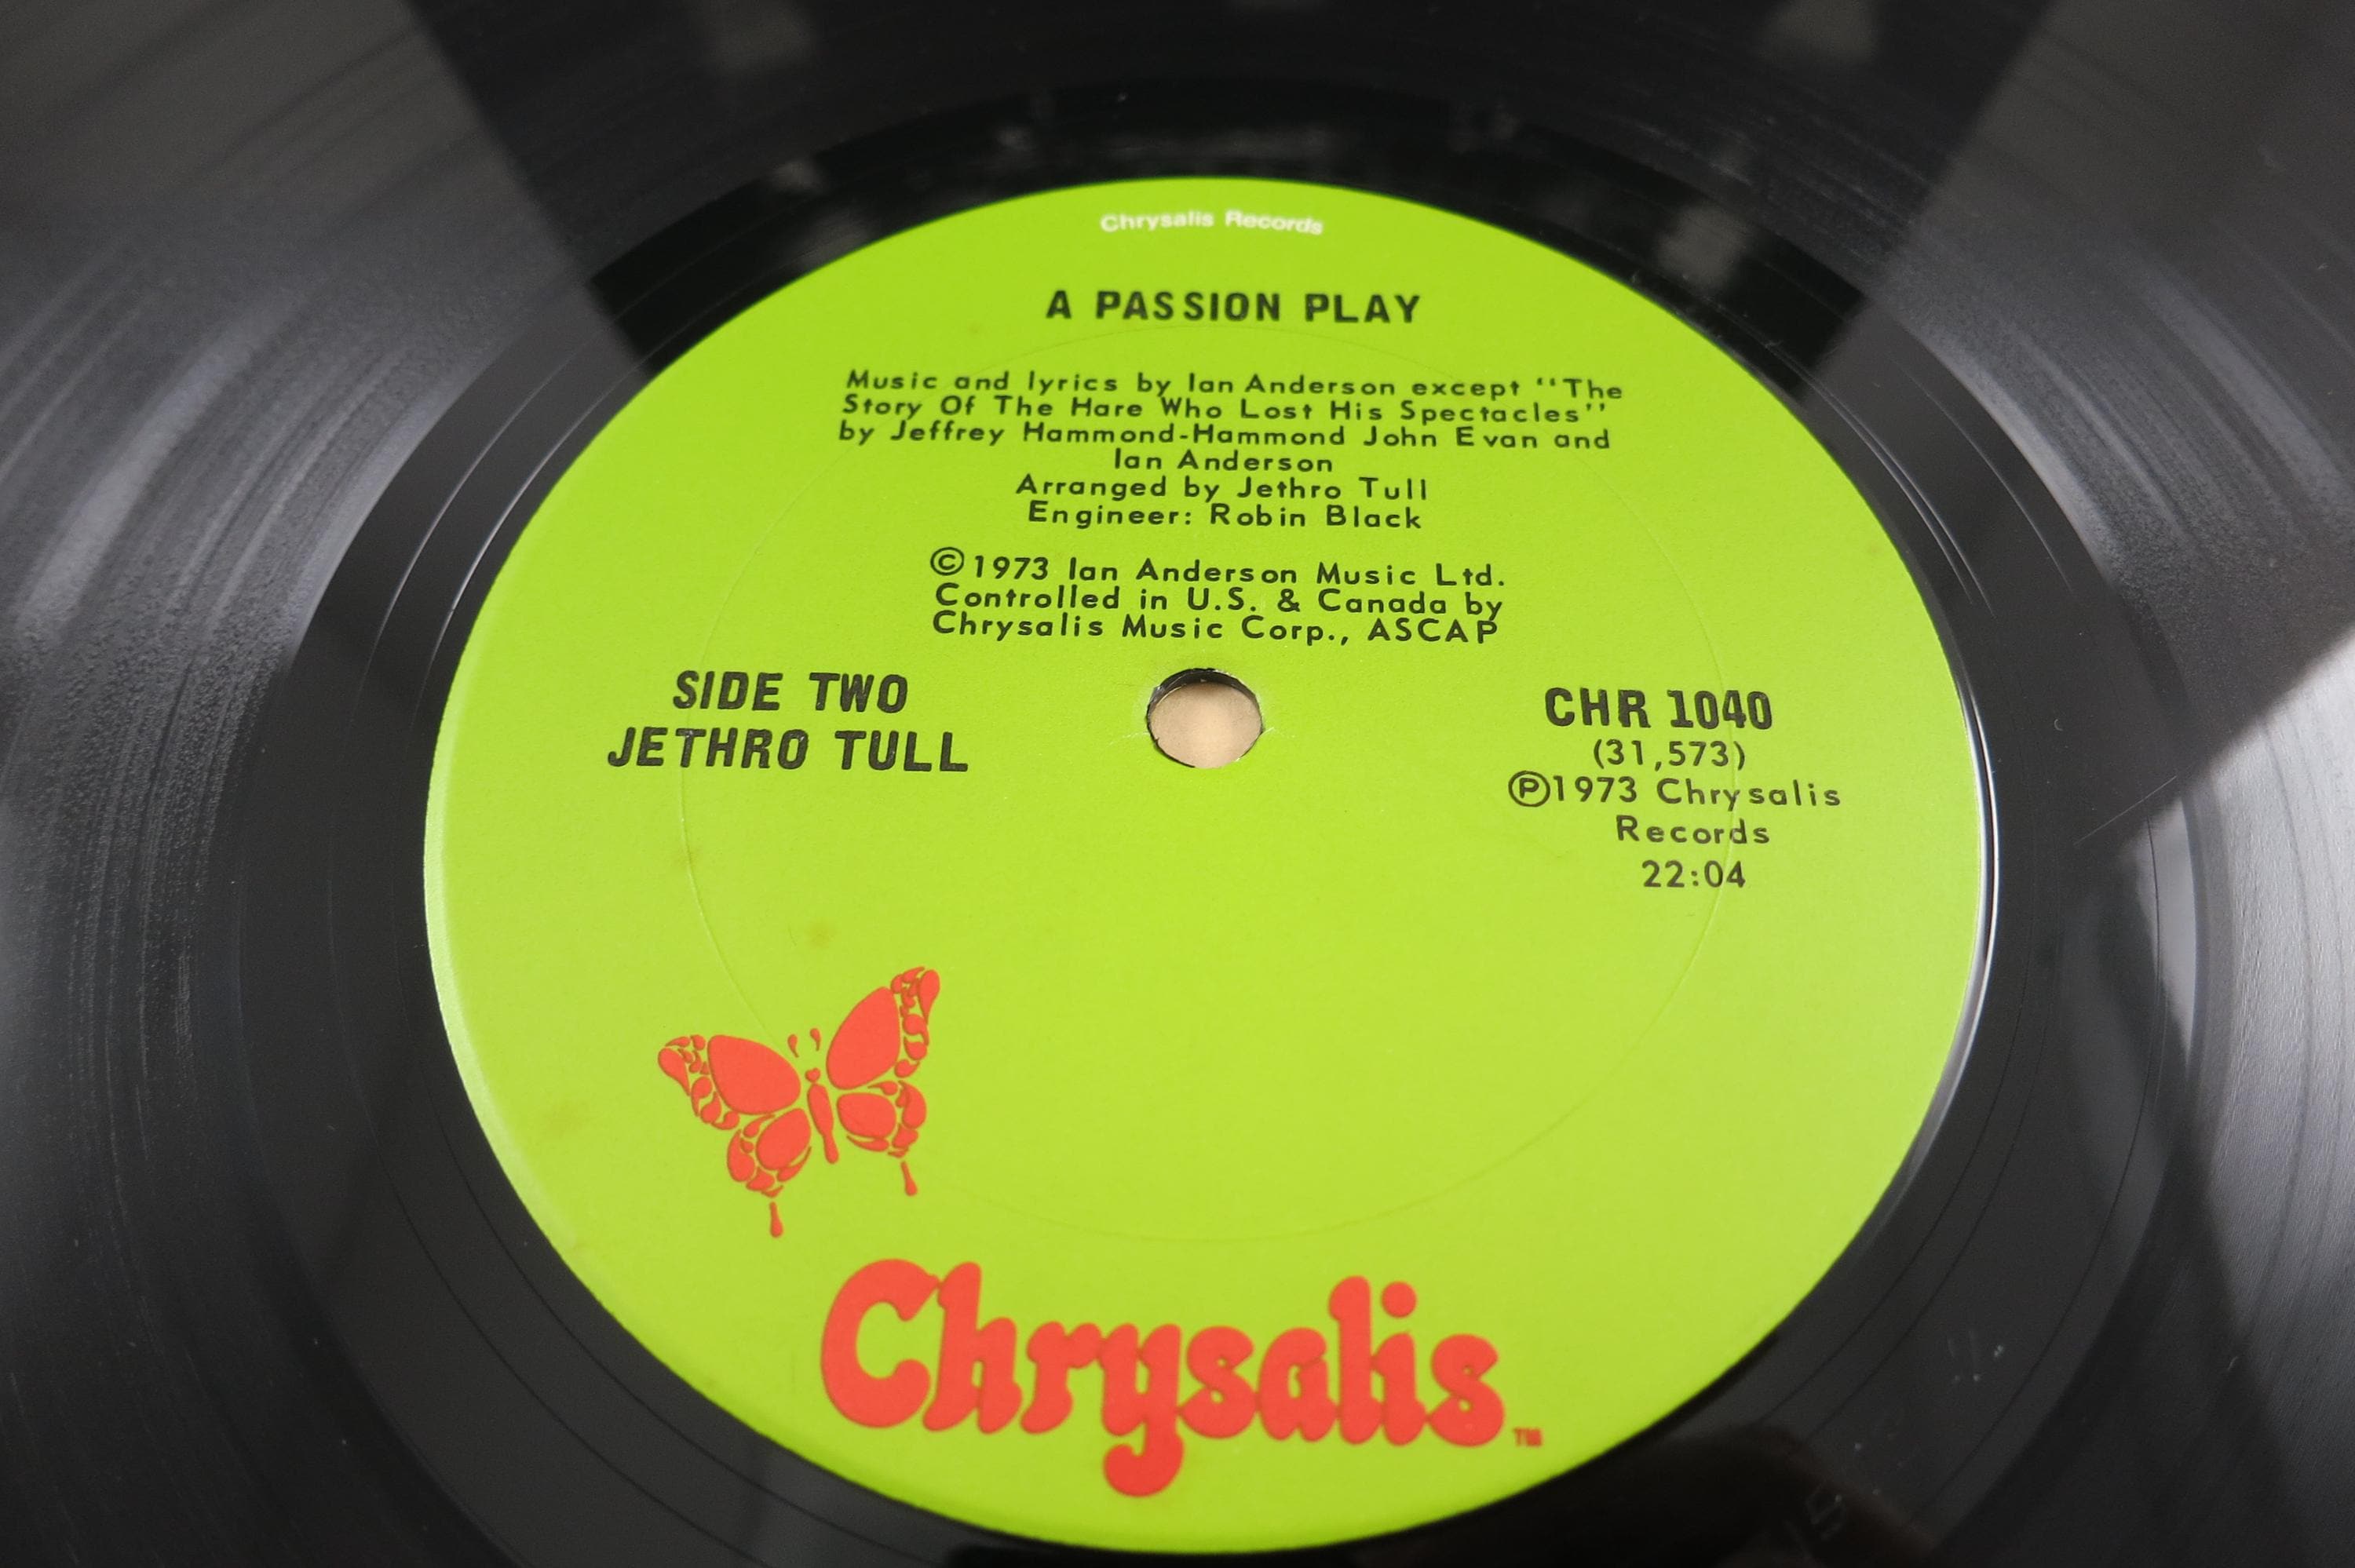 Chrysalis Records
A PASSION PLAY
Music and lyrics by Ian Anderson except “The
Story Of The Hare Who Lost His Spectacles”
by Jeffrey Hammond-Hammond John Evan and
Ian Anderson
Arranged by Jethro Tull
Engineer: Robin Black
©1973 Ian Anderson Music Ltd.
Controlled in U.S. & Canada by
Chrysalis Music Corp., ASCAP
SIDE TWO
JETHRO TULL
CHR 1040
(31,573)
℗1973 Chrysalis
Records
22:04
Chrysalis™